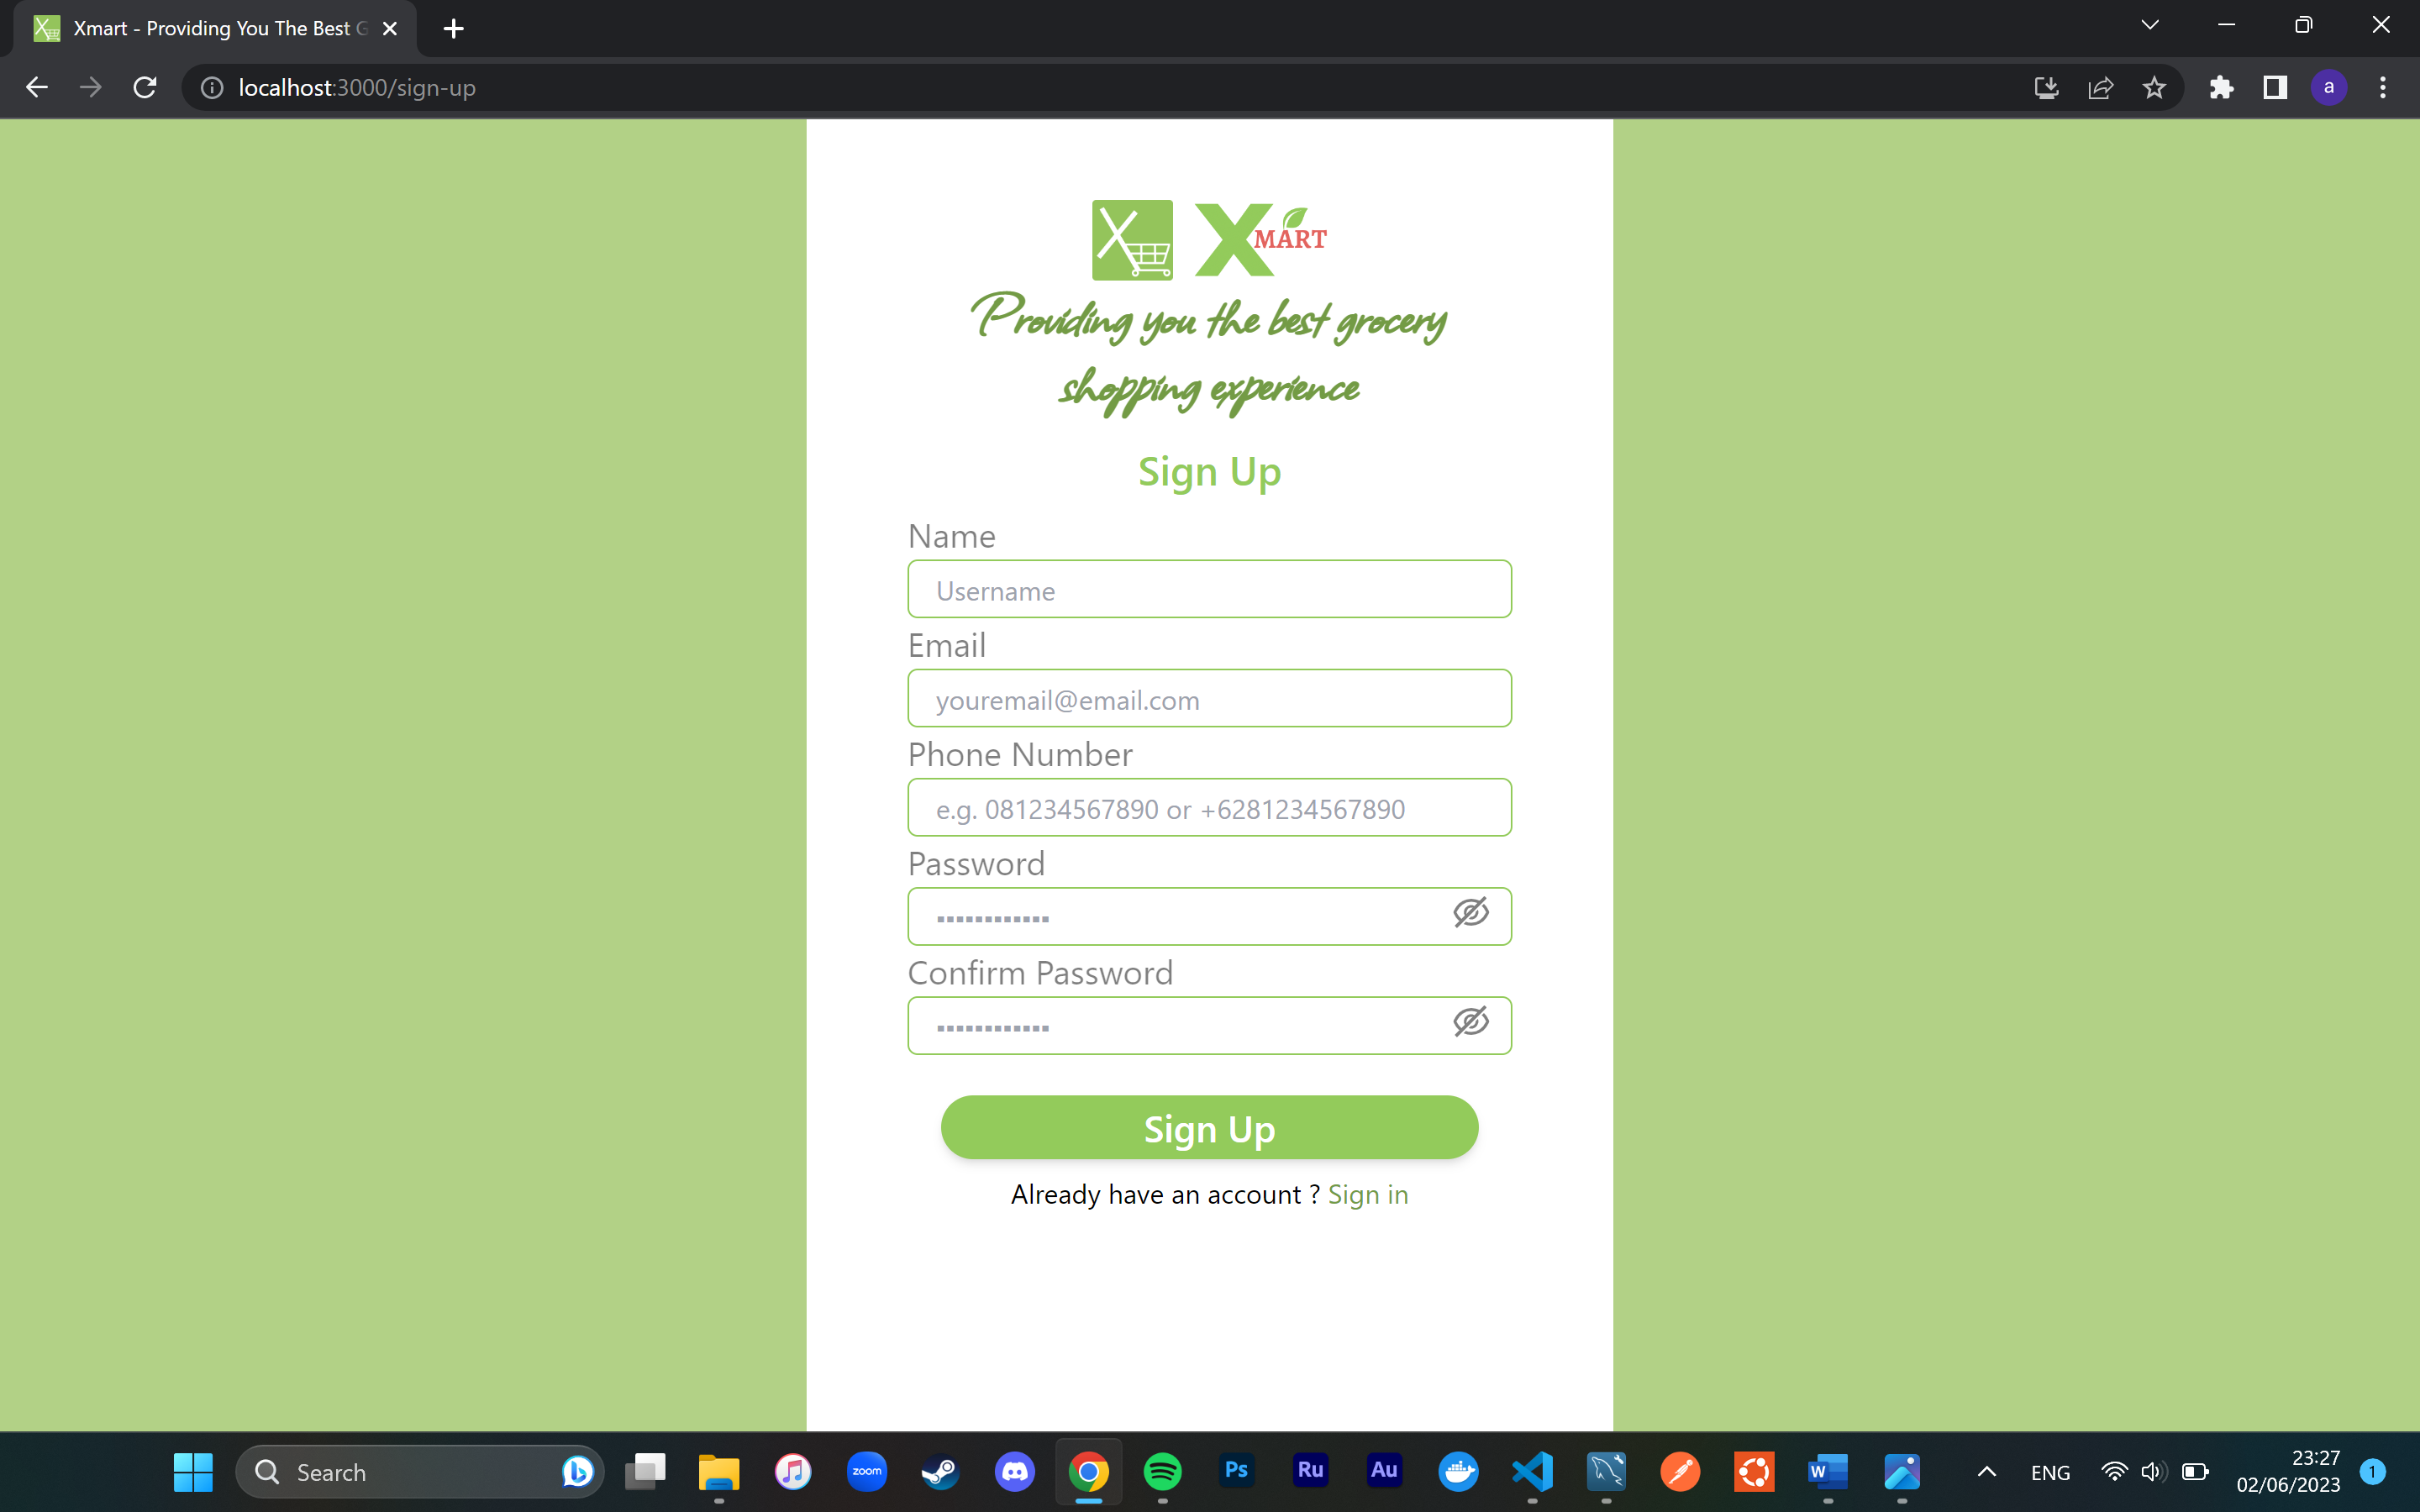 Xmart - Providing You The Best G
localhost:3000/sign-up
a
X MART
Providing you the best grocery
shopping experience
Sign Up
Name
Username
Email
youremail@email.com
Phone Number
e.g. 081234567890 or +6281234567890
Password
Confirm Password
Sign Up
Already have an account ? Sign in
Search
zoom
Ps
Ru
Au
W
ENG
23:27
02/06/2023
1